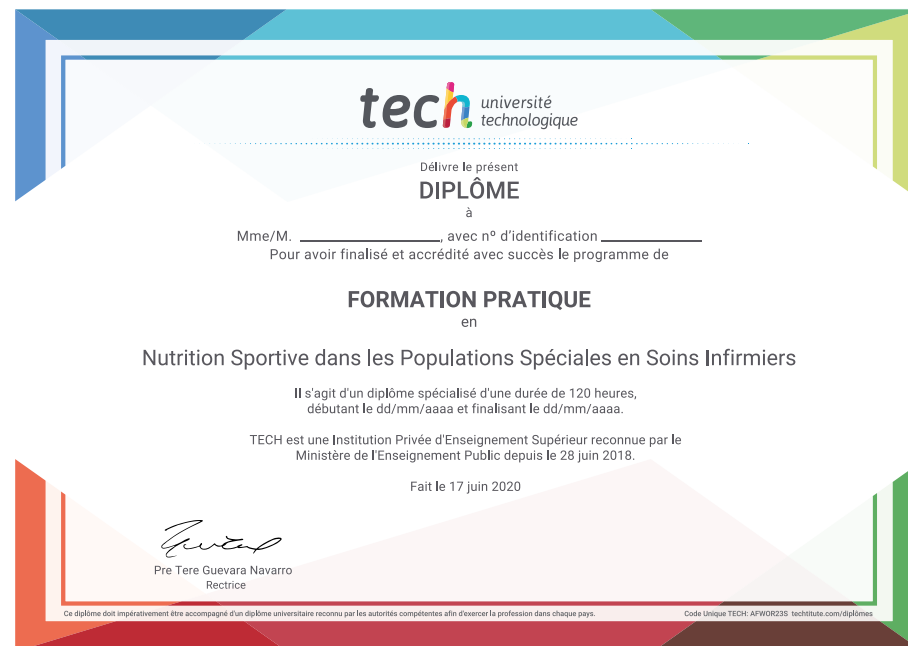 tech université
technologique
Délivre le présent
DIPLÔME
à
Mme/M. ____________________, avec nº d'identification ______________
Pour avoir finalisé et accrédité avec succès le programme de
FORMATION PRATIQUE
en
Nutrition Sportive dans les Populations Spéciales en Soins Infirmiers
Il s'agit d'un diplôme spécialisé d'une durée de 120 heures,
débutant le dd/mm/aaaa et finalisant le dd/mm/aaaa.
TECH est une Institution Privée d'Enseignement Supérieur reconnue par le
Ministère de l'Enseignement Public depuis le 28 juin 2018.
Fait le 17 juin 2020
Pre Tere Guevara Navarro
Rectrice
Ce diplôme doit impérativement être accompagné d'un diplôme universitaire reconnu par les autorités compétentes afin d'exercer la profession dans chaque pays. Code Unique TECH: AFWOR23S techtitute.com/diplômes